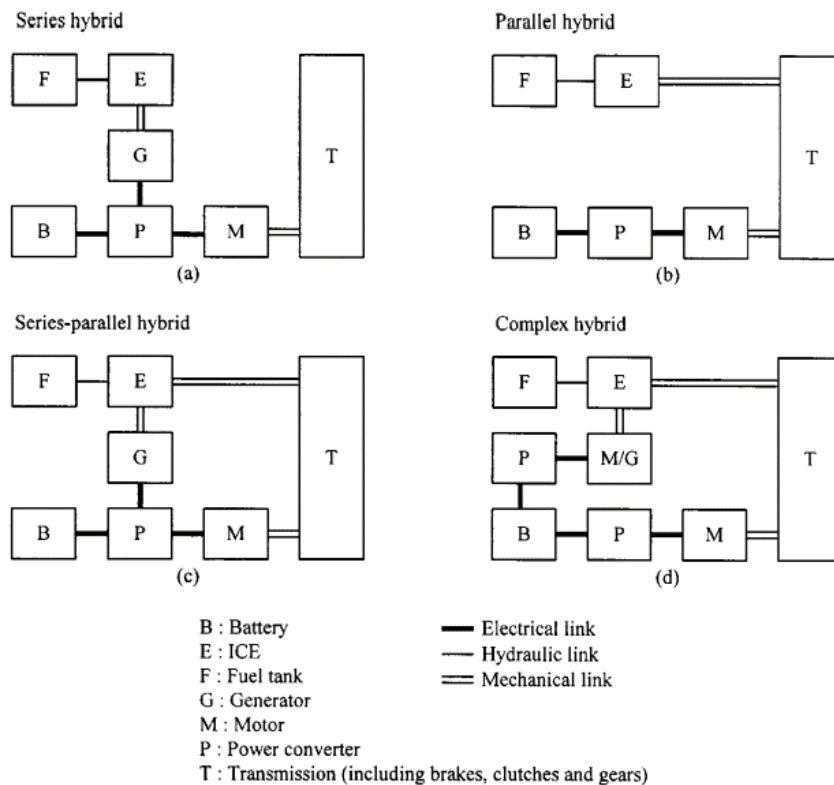 Series hybrid
F
E
G
T
B
P
M
(a)
Parallel hybrid
F
E
T
B
P
M
(b)
Series-parallel hybrid
F
E
G
T
B
P
M
(c)
Complex hybrid
F
E
P
M/G
T
B
P
M
(d)
B : Battery
E : ICE
F : Fuel tank
G : Generator
M : Motor
P : Power converter
T : Transmission (including brakes, clutches and gears)
Electrical link
Hydraulic link
Mechanical link